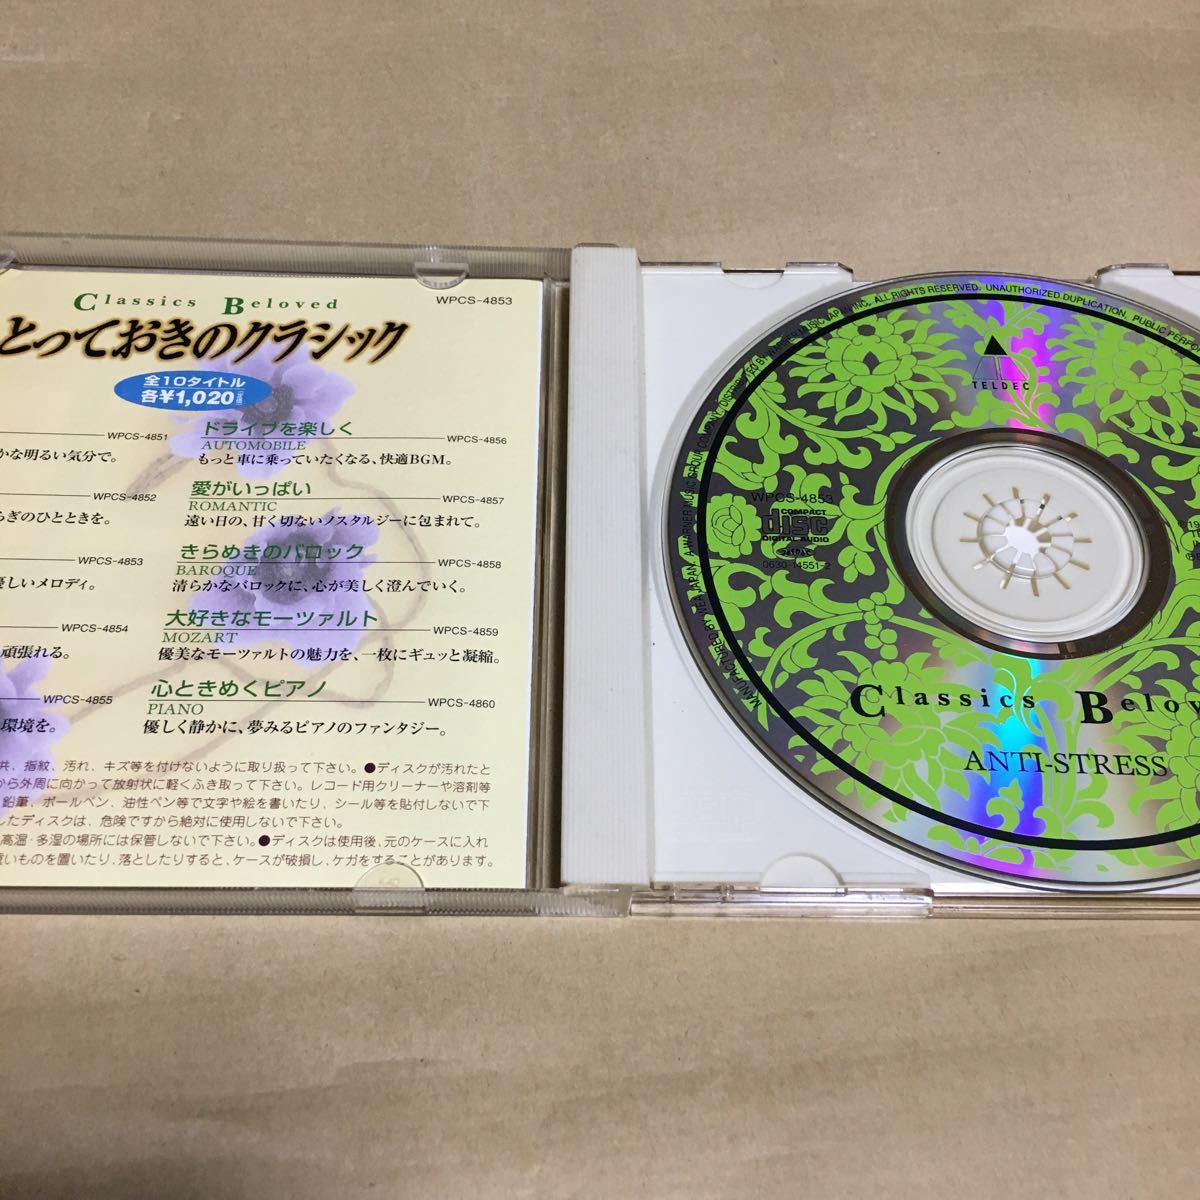 Classics Beloved
WPCS-4853
とっておきのクラシック
全10タイトル
各¥1,020
WPCS-4851
かな明るい気分で。
WPCS-4852
らぎのひとときを。
WPCS-4853
優しいメロディ。
WPCS-4854
頑張れる。
WPCS-4855
環境を。
ドライブを楽しく
WPCS-4856
AUTOMOBILE
もっと車に乗っていたくなる、快適BGM。
愛がいっぱい
WPCS-4857
ROMANTIC
遠い日の、甘く切ないノスタルジーに包まれて。
きらめきのバロック
WPCS-4858
BAROQUE
清らかなバロックに、心が美しく澄んでいく。
大好きなモーツァルト
WPCS-4859
MOZART
優美なモーツァルトの魅力を、一枚にギュッと凝縮。
心ときめくピアノ
WPCS-4860
PIANO
優しく静かに、夢みるピアノのファンタジー。
共、指紋、汚れ、キズ等を付けないように取り扱って下さい。●ディスクが汚れたと
から外周に向かって放射状に軽くふき取って下さい。レコード用クリーナーや溶剤等
鉛筆、ボールペン、油性ペン等で文字や絵を書いたり、シール等を貼付しないで下
したディスクは、危険ですから絶対に使用しないで下さい。
高温・多湿の場所には保管しないで下さい。●ディスクは使用後、元のケースに入れ
重いものを置いたり、落としたりすると、ケースが破損し、ケガをすることがあります。
MANUFACTURED BY WEA JAPAN, A WARNER MUSIC GROUP COMPANY, DISTRIBUTED BY WARNER MUSIC JAPAN INC. ALL RIGHTS RESERVED. UNAUTHORIZED DUPLICATION, PUBLIC
TELDEC
WPCS-4853
COMPACT
disc
DIGITAL AUDIO
0630-14551-2
Classics Belov
ANTI-STRESS